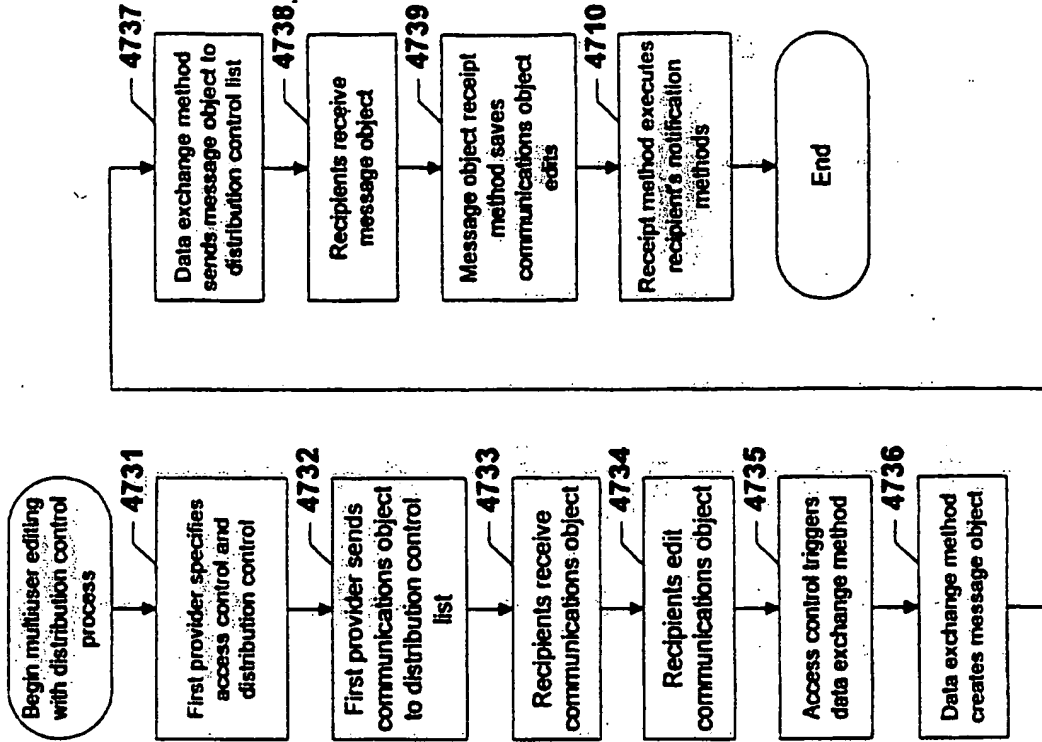 Begin multiuser editing
with distribution control
process
4731
First provider specifies
access control and
distribution control
4732
First provider sends
communications object
to distribution control
list
4733
Recipients receive
communications object
4734
Recipients edit
communications object
4735
Access control triggers
data exchange method
4736
Data exchange method
creates message object
4737
Data exchange method
sends message object to
distribution control list
4738
Recipients receive
message object
4739
Message object receipt
method saves
communications object
edits
4710
Receipt method executes
recipient's notification
methods
End